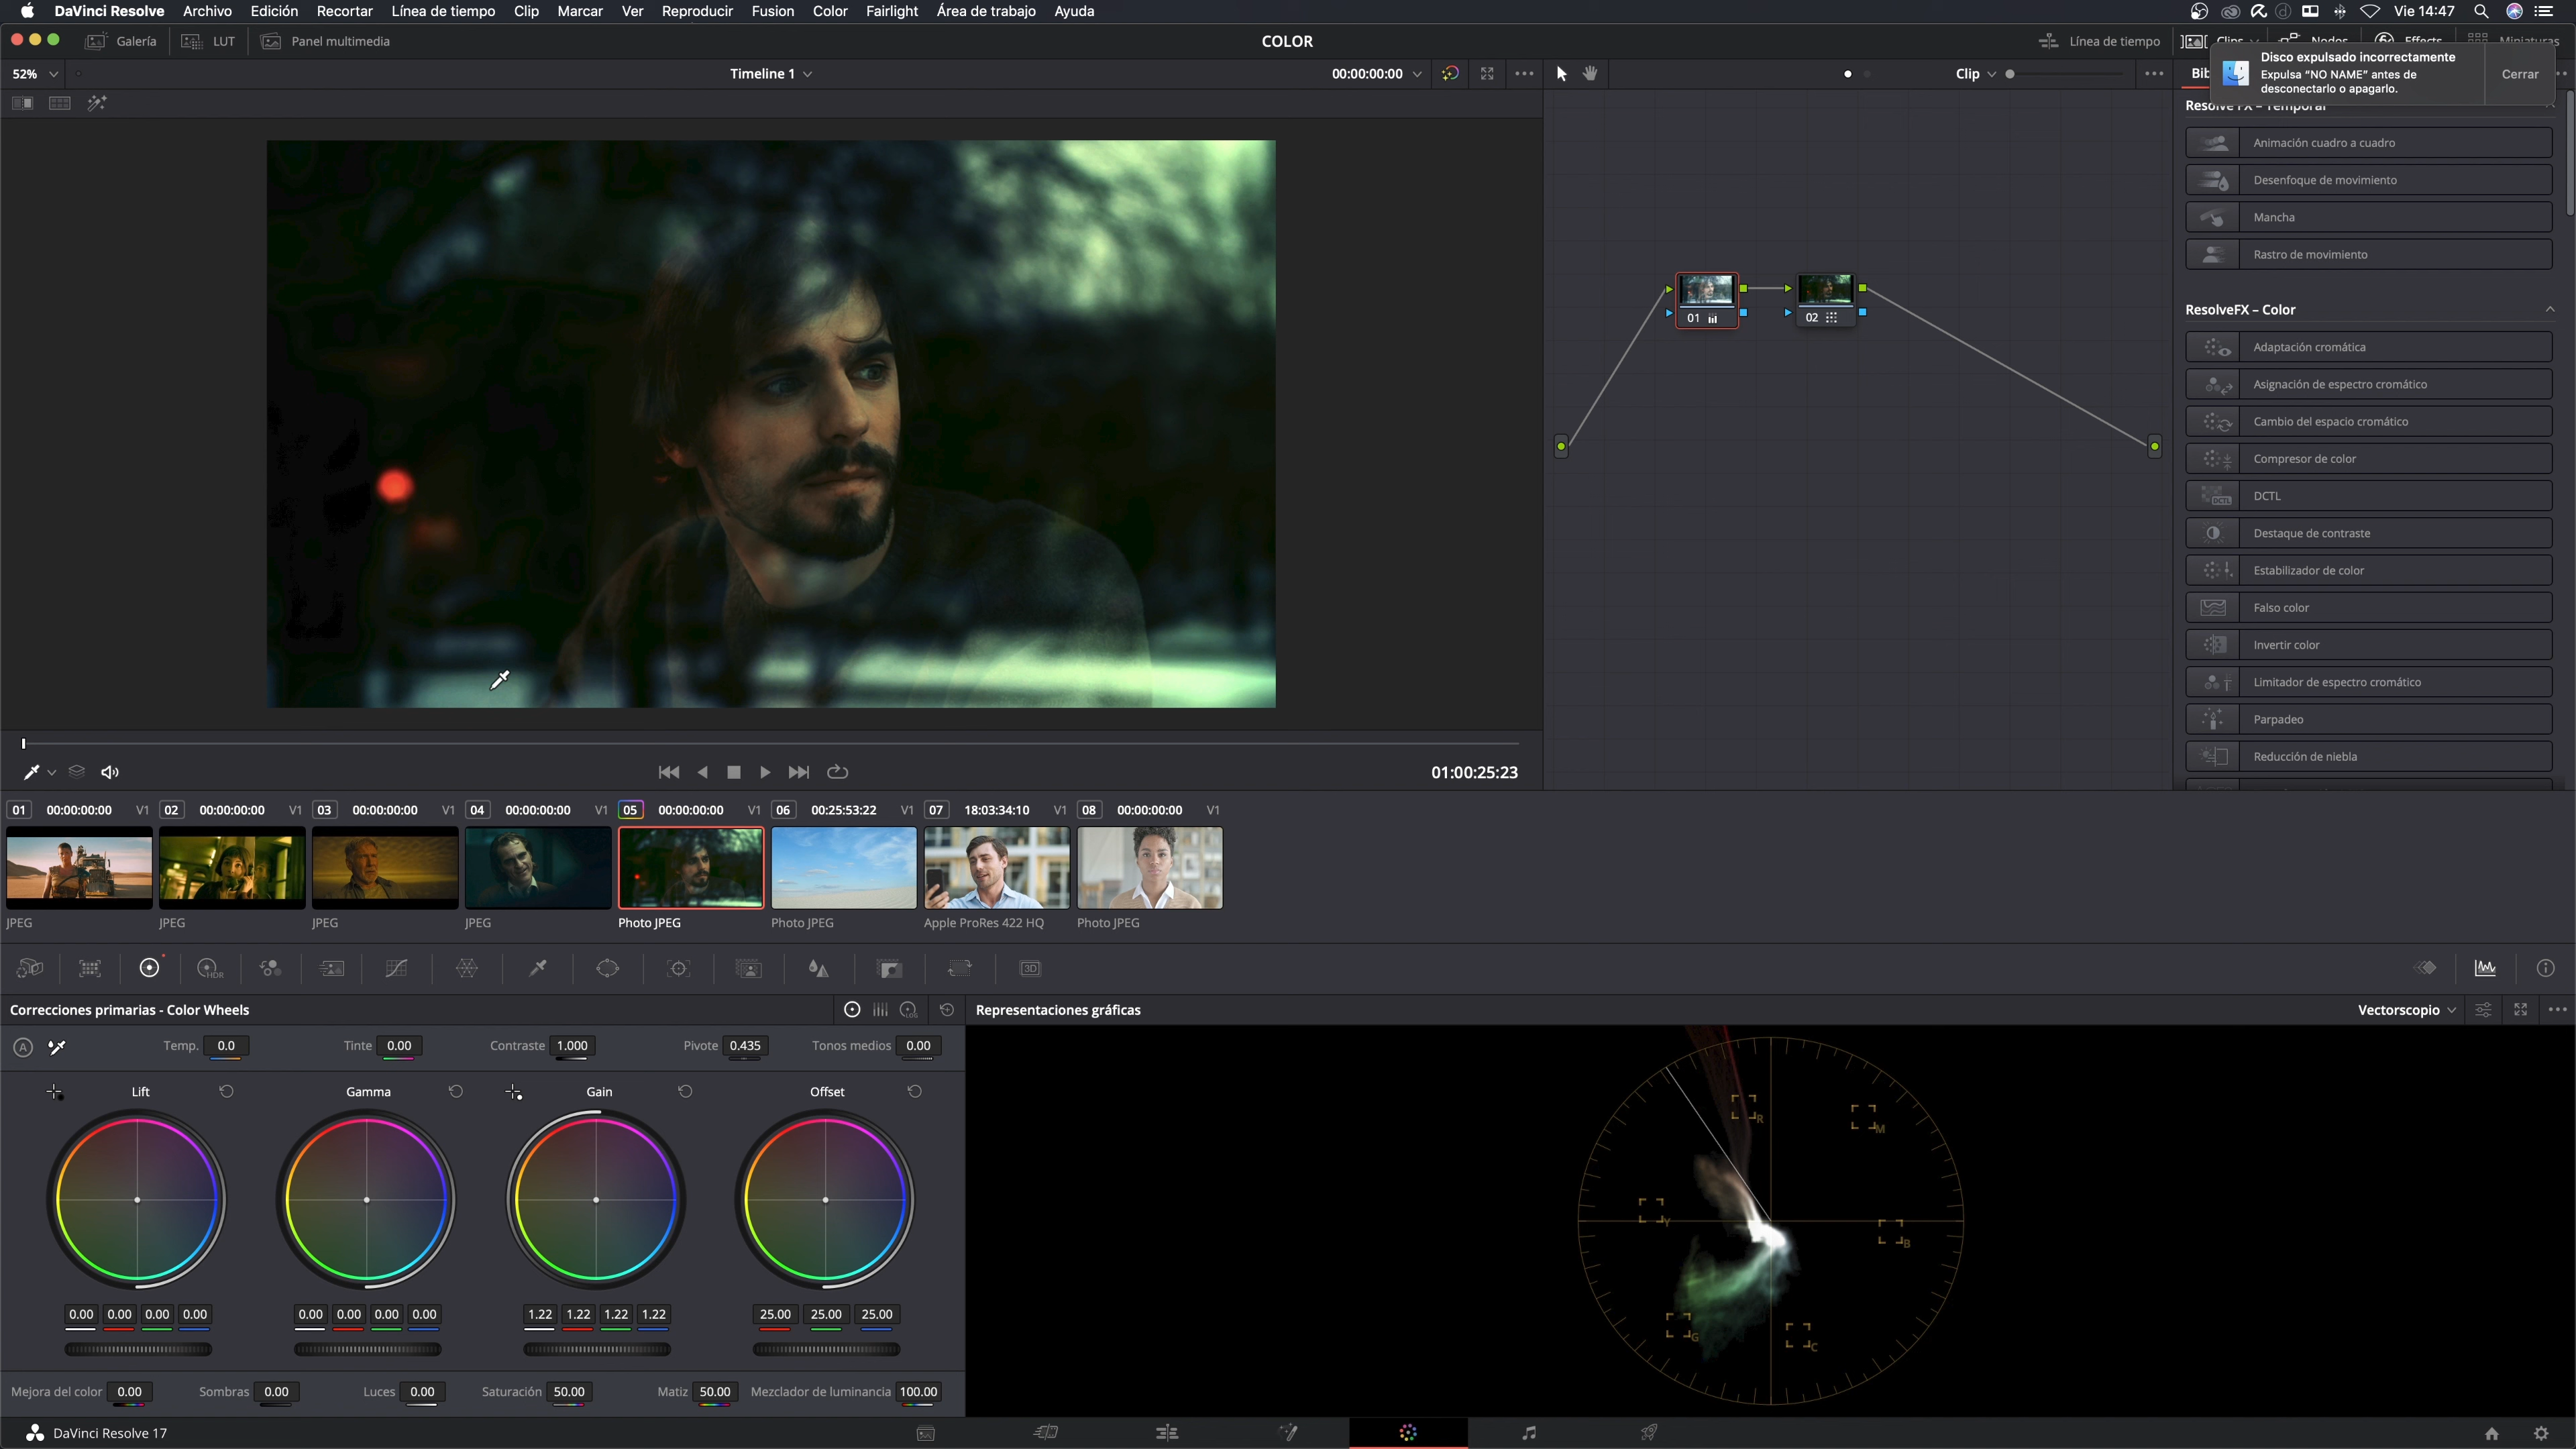 DaVinci Resolve Archivo Edición Recortar Línea de tiempo Clip Marcar Ver Reproducir Fusion Color Fairlight Área de trabajo Ayuda
Vie 14:47
Galería LUT Panel multimedia
COLOR
Línea de tiempo Clips Nodos Effects Miniaturas
Disco expulsado incorrectamente
Expulsa “NO NAME” antes de
desconectarlo o apagarlo.
Cerrar
52%
Timeline 1
00:00:00:00
Clip
Bib
Resolve FX – Temporal
Animación cuadro a cuadro
Desenfoque de movimiento
Mancha
Rastro de movimiento
ResolveFX – Color
Adaptación cromática
Asignación de espectro cromático
Cambio del espacio cromático
Compresor de color
DCTL
DCTL
Destaque de contraste
Estabilizador de color
Falso color
Invertir color
Limitador de espectro cromático
Parpadeo
Reducción de niebla
01
02
01:00:25:23
01 00:00:00:00 V1 02 00:00:00:00 V1 03 00:00:00:00 V1 04 00:00:00:00 V1 05 00:00:00:00 V1 06 00:25:53:22 V1 07 18:03:34:10 V1 08 00:00:00:00 V1
JPEG JPEG JPEG JPEG Photo JPEG Photo JPEG Apple ProRes 422 HQ Photo JPEG
HDR
3D
Correcciones primarias - Color Wheels
LOG
Representaciones gráficas
Vectorscopio
A
Temp. 0.0 Tinte 0.00 Contraste 1.000 Pivote 0.435 Tonos medios 0.00
Lift Gamma Gain Offset
0.00 0.00 0.00 0.00 0.00 0.00 0.00 0.00 1.22 1.22 1.22 1.22 25.00 25.00 25.00
Mejora del color 0.00 Sombras 0.00 Luces 0.00 Saturación 50.00 Matiz 50.00 Mezclador de luminancia 100.00
R
M
Y
B
G
C
DaVinci Resolve 17